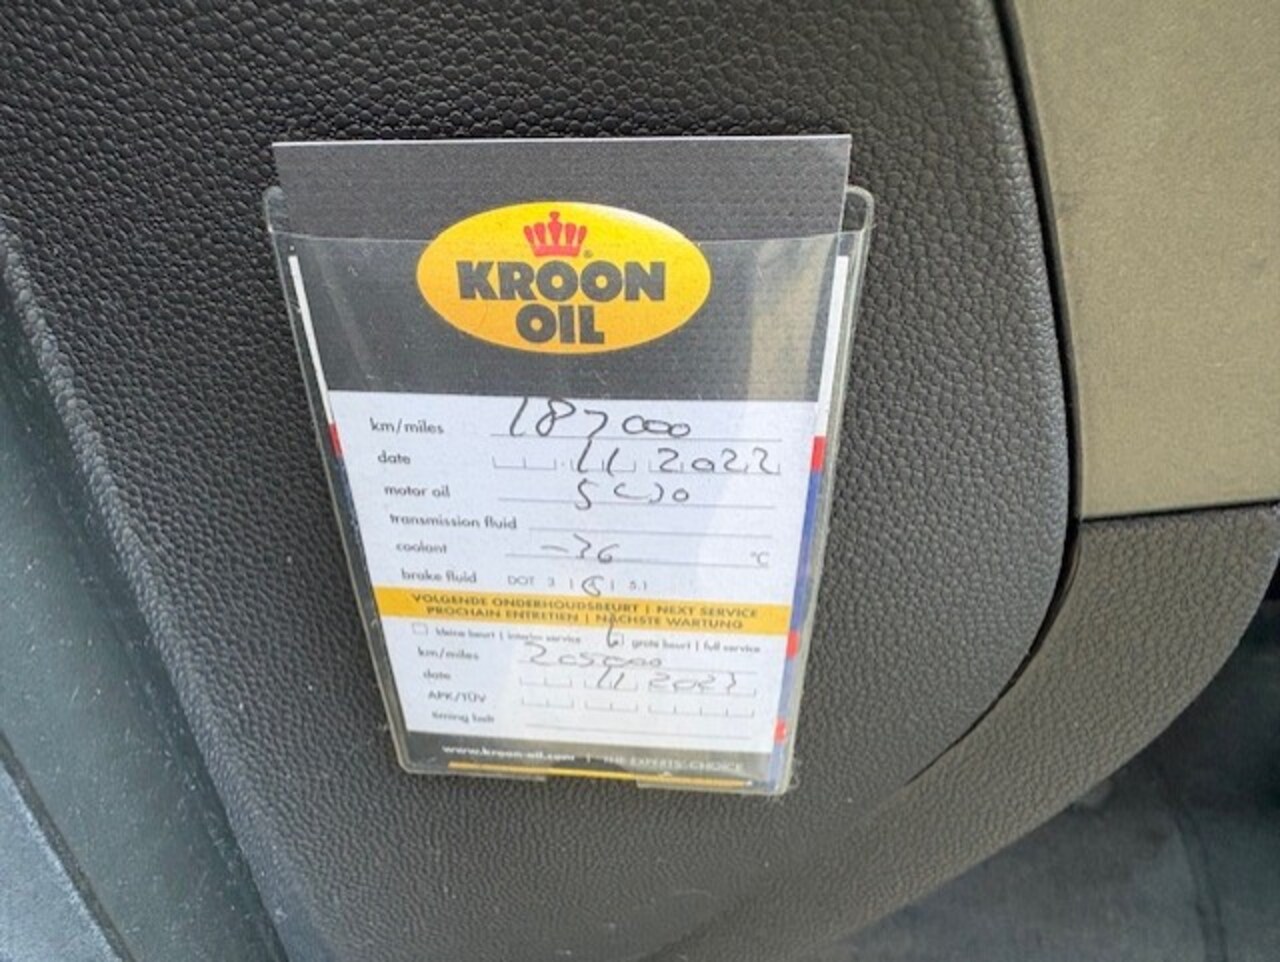 KROON
OIL
km/miles 187000
date 11 2022
motor oil 5W30
transmission fluid
coolant -36 °C
brake fluid DOT 3 | 4 | 5.1
VOLGENDE ONDERHOUDSBEURT | NEXT SERVICE
PROCHAIN ENTRETIEN | NÄCHSTE WARTUNG
kleine beurt | interim service grote beurt | full service
km/miles 205000
date 11 2023
APK/TÜV
timing belt
www.kroon-oil.com | THE EXPERTS' CHOICE